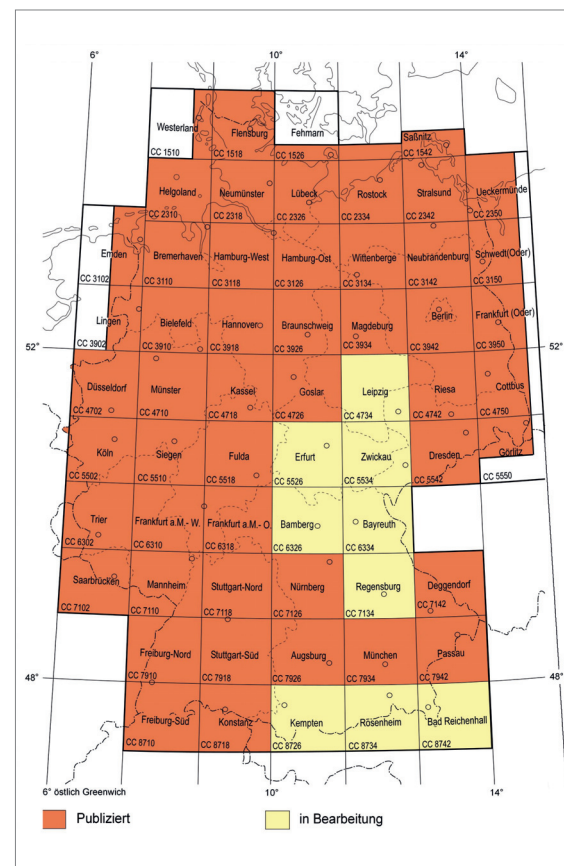 6° 10° 14°
Westerland Flensburg Fehmarn Saßnitz
CC 1510 CC 1518 CC 1526 CC 1542
Helgoland Neumünster Lübeck Rostock Stralsund Ueckermünde
CC 2310 CC 2318 CC 2326 CC 2334 CC 2342 CC 2350
Emden Bremerhaven Hamburg-West Hamburg-Ost Wittenberge Neubrandenburg Schwedt(Oder)
CC 3102 CC 3110 CC 3118 CC 3126 CC 3134 CC 3142 CC 3150
Lingen Bielefeld Hannover Braunschweig Magdeburg Berlin Frankfurt (Oder)
CC 3902 CC 3910 CC 3918 CC 3926 CC 3934 CC 3942 CC 3950
52° 52°
Düsseldorf Münster Kassel Goslar Leipzig Riesa Cottbus
CC 4702 CC 4710 CC 4718 CC 4726 CC 4734 CC 4742 CC 4750
Köln Siegen Fulda Erfurt Zwickau Dresden Görlitz
CC 5502 CC 5510 CC 5518 CC 5526 CC 5534 CC 5542 CC 5550
Trier Frankfurt a.M.- W. Frankfurt a.M.- O. Bamberg Bayreuth
CC 6302 CC 6310 CC 6318 CC 6326 CC 6334
Saarbrücken Mannheim Stuttgart-Nord Nürnberg Regensburg Deggendorf
CC 7102 CC 7110 CC 7118 CC 7126 CC 7134 CC 7142
Freiburg-Nord Stuttgart-Süd Augsburg München Passau
CC 7910 CC 7918 CC 7926 CC 7934 CC 7942
48° 48°
Freiburg-Süd Konstanz Kempten Rosenheim Bad Reichenhall
CC 8710 CC 8718 CC 8726 CC 8734 CC 8742
6° östlich Greenwich 10° 14°
Publiziert in Bearbeitung